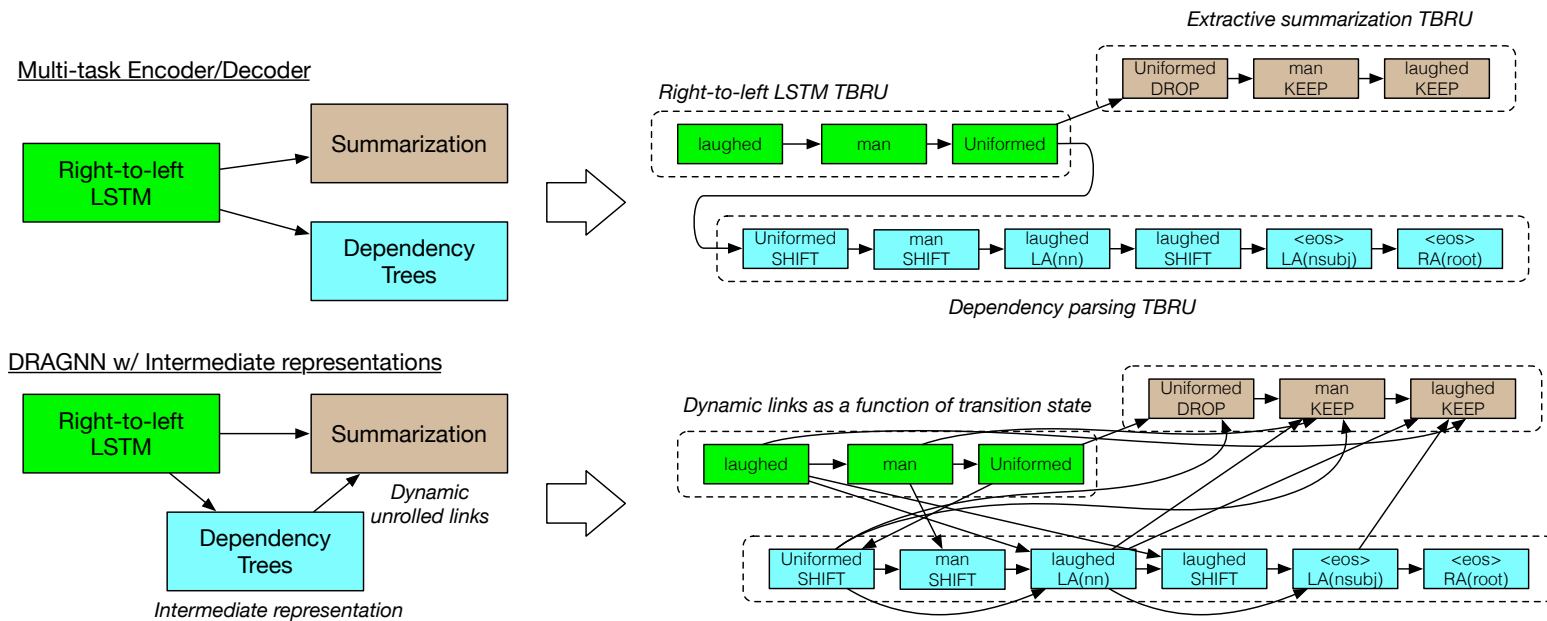 Extractive summarization TBRU
Multi-task Encoder/Decoder
Right-to-left LSTM TBRU
Uniformed
DROP
man
KEEP
laughed
KEEP
Right-to-left
LSTM
Summarization
Dependency
Trees
laughed
man
Uniformed
Uniformed
SHIFT
man
SHIFT
laughed
LA(nn)
laughed
SHIFT
<eos>
LA(nsubj)
<eos>
RA(root)
Dependency parsing TBRU
DRAGNN w/ Intermediate representations
Right-to-left
LSTM
Summarization
Dynamic
unrolled links
Dependency
Trees
Intermediate representation
Dynamic links as a function of transition state
Uniformed
DROP
man
KEEP
laughed
KEEP
laughed
man
Uniformed
Uniformed
SHIFT
man
SHIFT
laughed
LA(nn)
laughed
SHIFT
<eos>
LA(nsubj)
<eos>
RA(root)